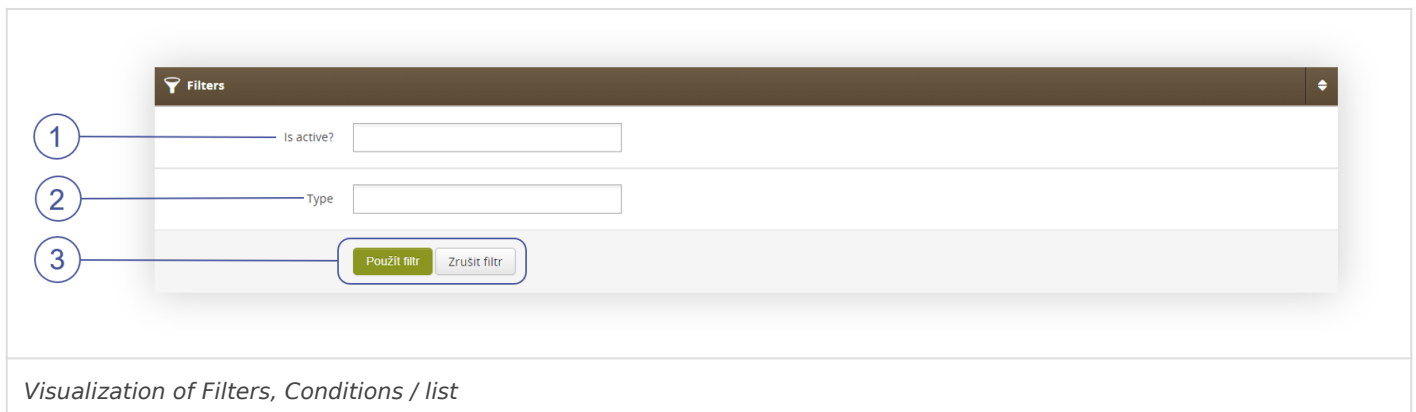 Filters
1
Is active?
2
Type
3
Použít filtr
Zrušit filtr
Visualization of Filters, Conditions / list